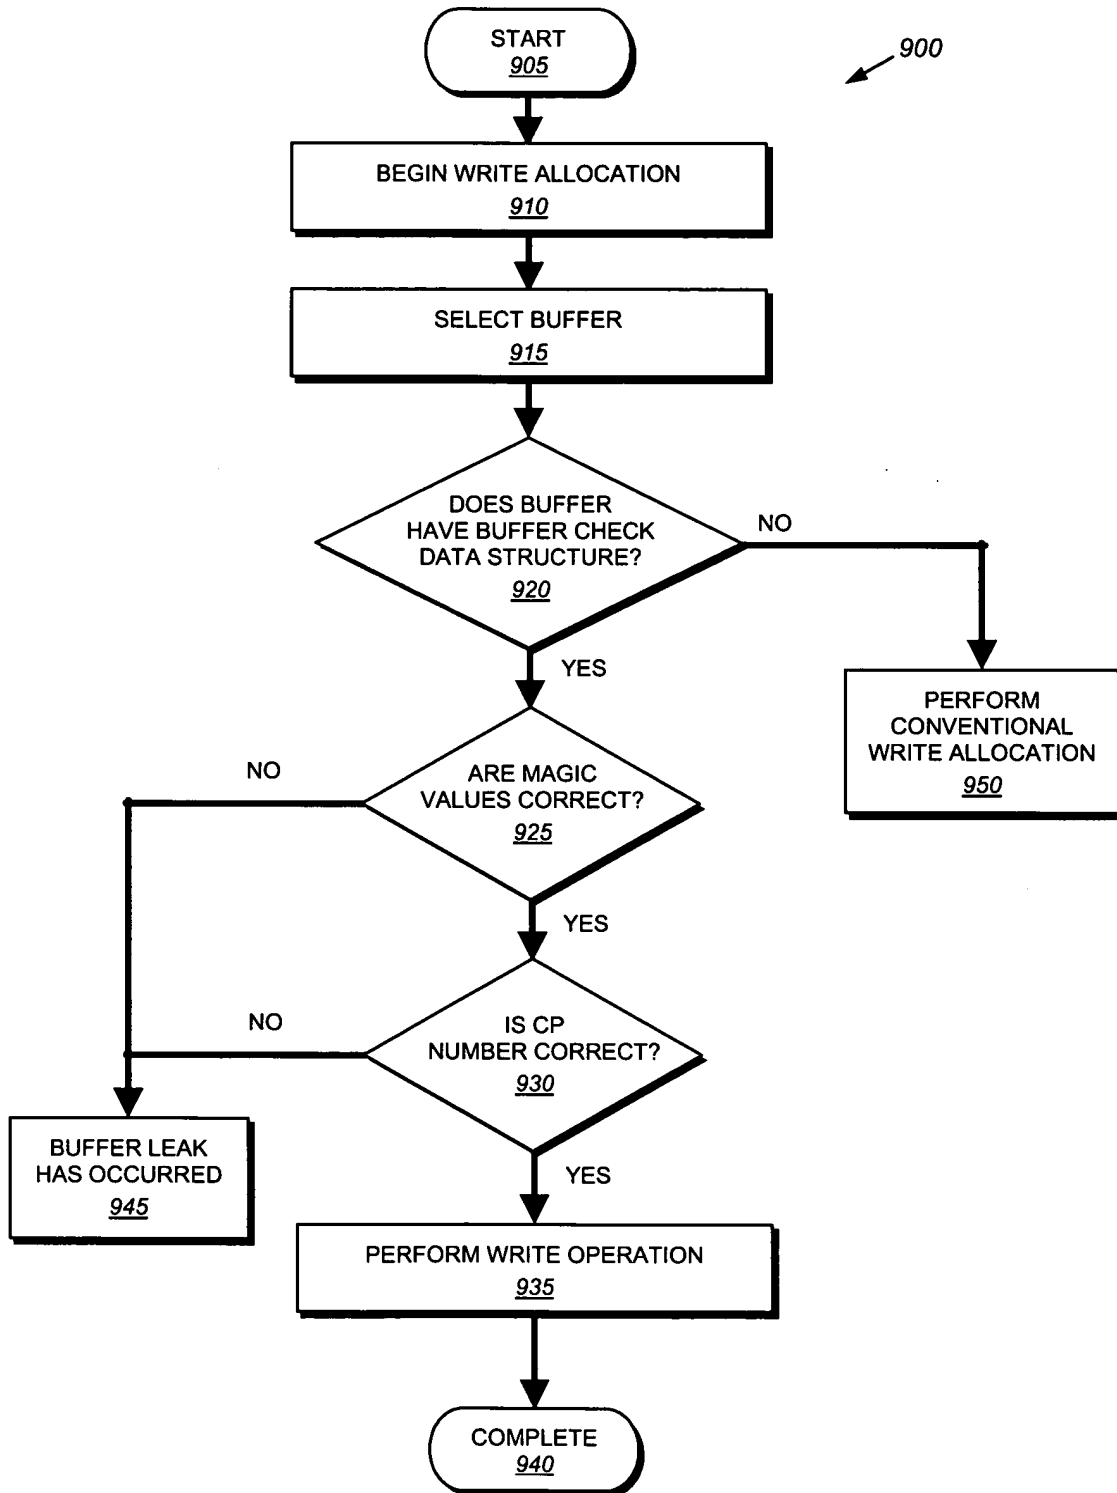 START
905
900
BEGIN WRITE ALLOCATION
910
SELECT BUFFER
915
DOES BUFFER
HAVE BUFFER CHECK
DATA STRUCTURE?
920
NO
YES
PERFORM
CONVENTIONAL
WRITE ALLOCATION
950
ARE MAGIC
VALUES CORRECT?
925
NO
YES
IS CP
NUMBER CORRECT?
930
NO
YES
BUFFER LEAK
HAS OCCURRED
945
PERFORM WRITE OPERATION
935
COMPLETE
940